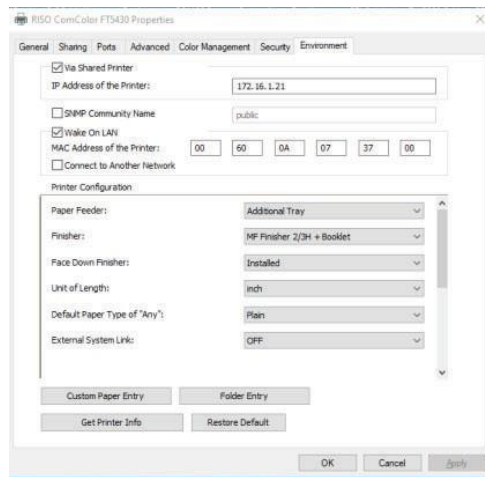 RISO ComColor FT5430 Properties
General Sharing Ports Advanced Color Management Security Environment
Via Shared Printer
IP Address of the Printer: 172.16.1.21
SNMP Community Name public
Wake On LAN
MAC Address of the Printer: 00 60 0A 07 37 00
Connect to Another Network
Printer Configuration
Paper Feeder: Additional Tray
Finisher: MF Finisher 2/3H + Booklet
Face Down Finisher: Installed
Unit of Length: inch
Default Paper Type of "Any": Plain
External System Link: OFF
Custom Paper Entry Folder Entry
Get Printer Info Restore Default
OK Cancel Apply